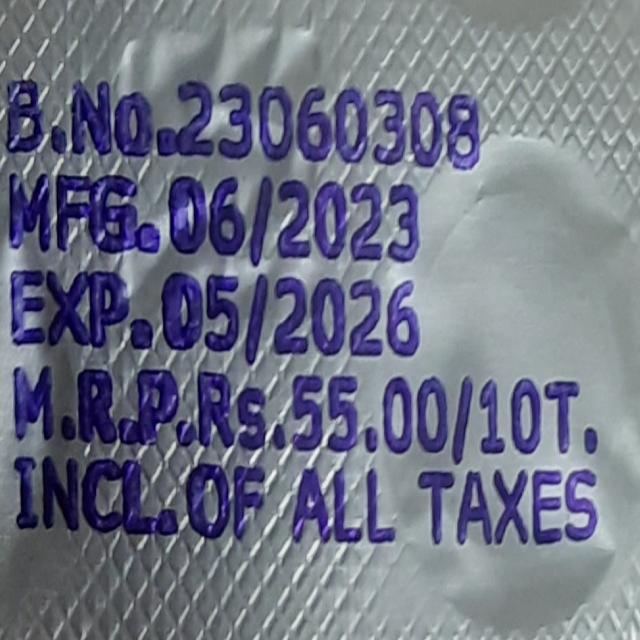 B.No.23060308
MFG.06/2023
EXP.05/2026
M.R.P.Rs.55.00/10T.
INCL.OF ALL TAXES